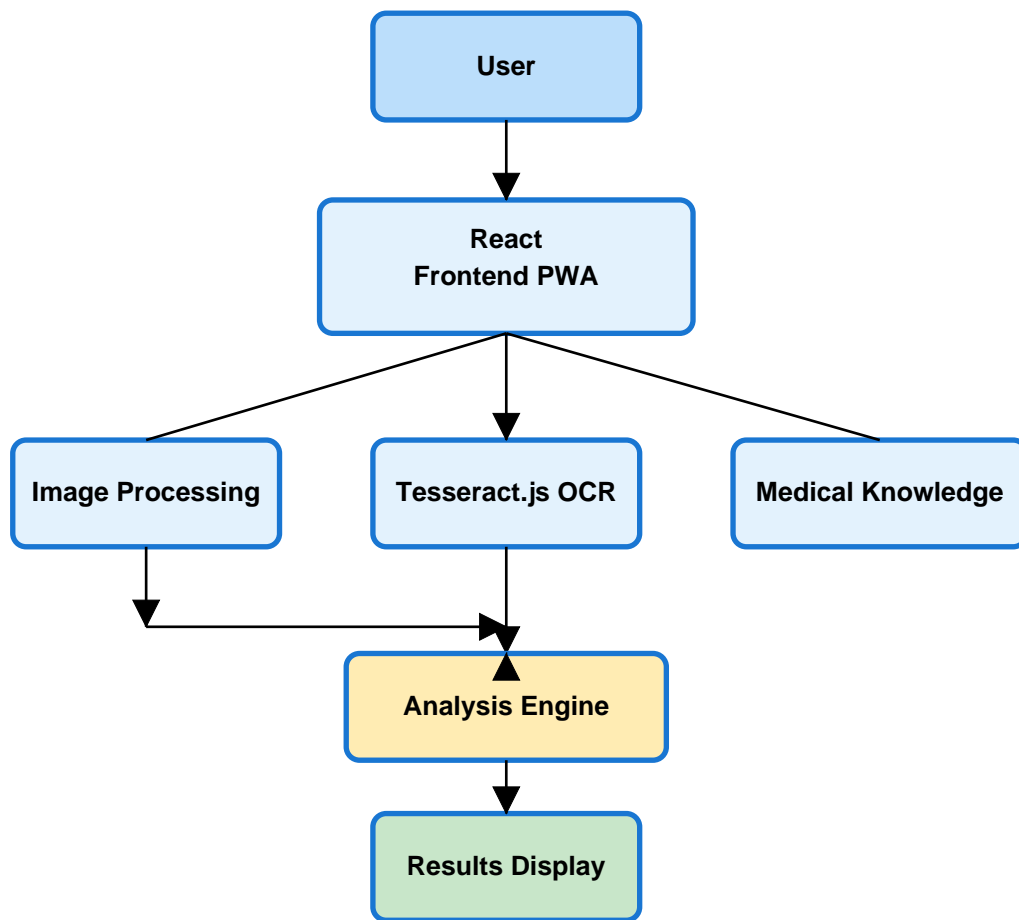 User
React
Frontend PWA
Image Processing
Tesseract.js OCR
Medical Knowledge
Analysis Engine
Results Display